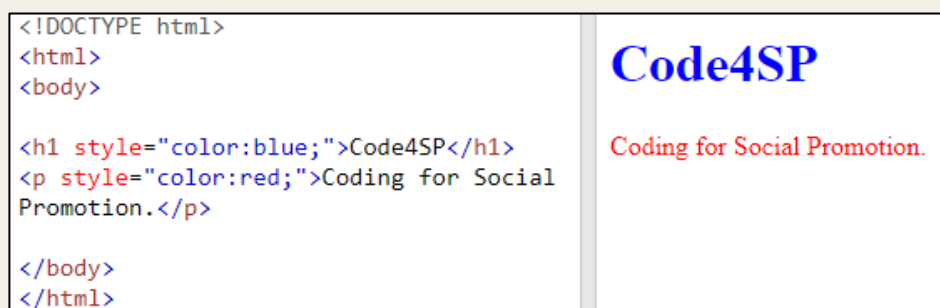 <!DOCTYPE html>
<html>
<body>
<h1 style="color:blue;">Code4SP</h1>
<p style="color:red;">Coding for Social
Promotion.</p>
</body>
</html>
Code4SP
Coding for Social Promotion.